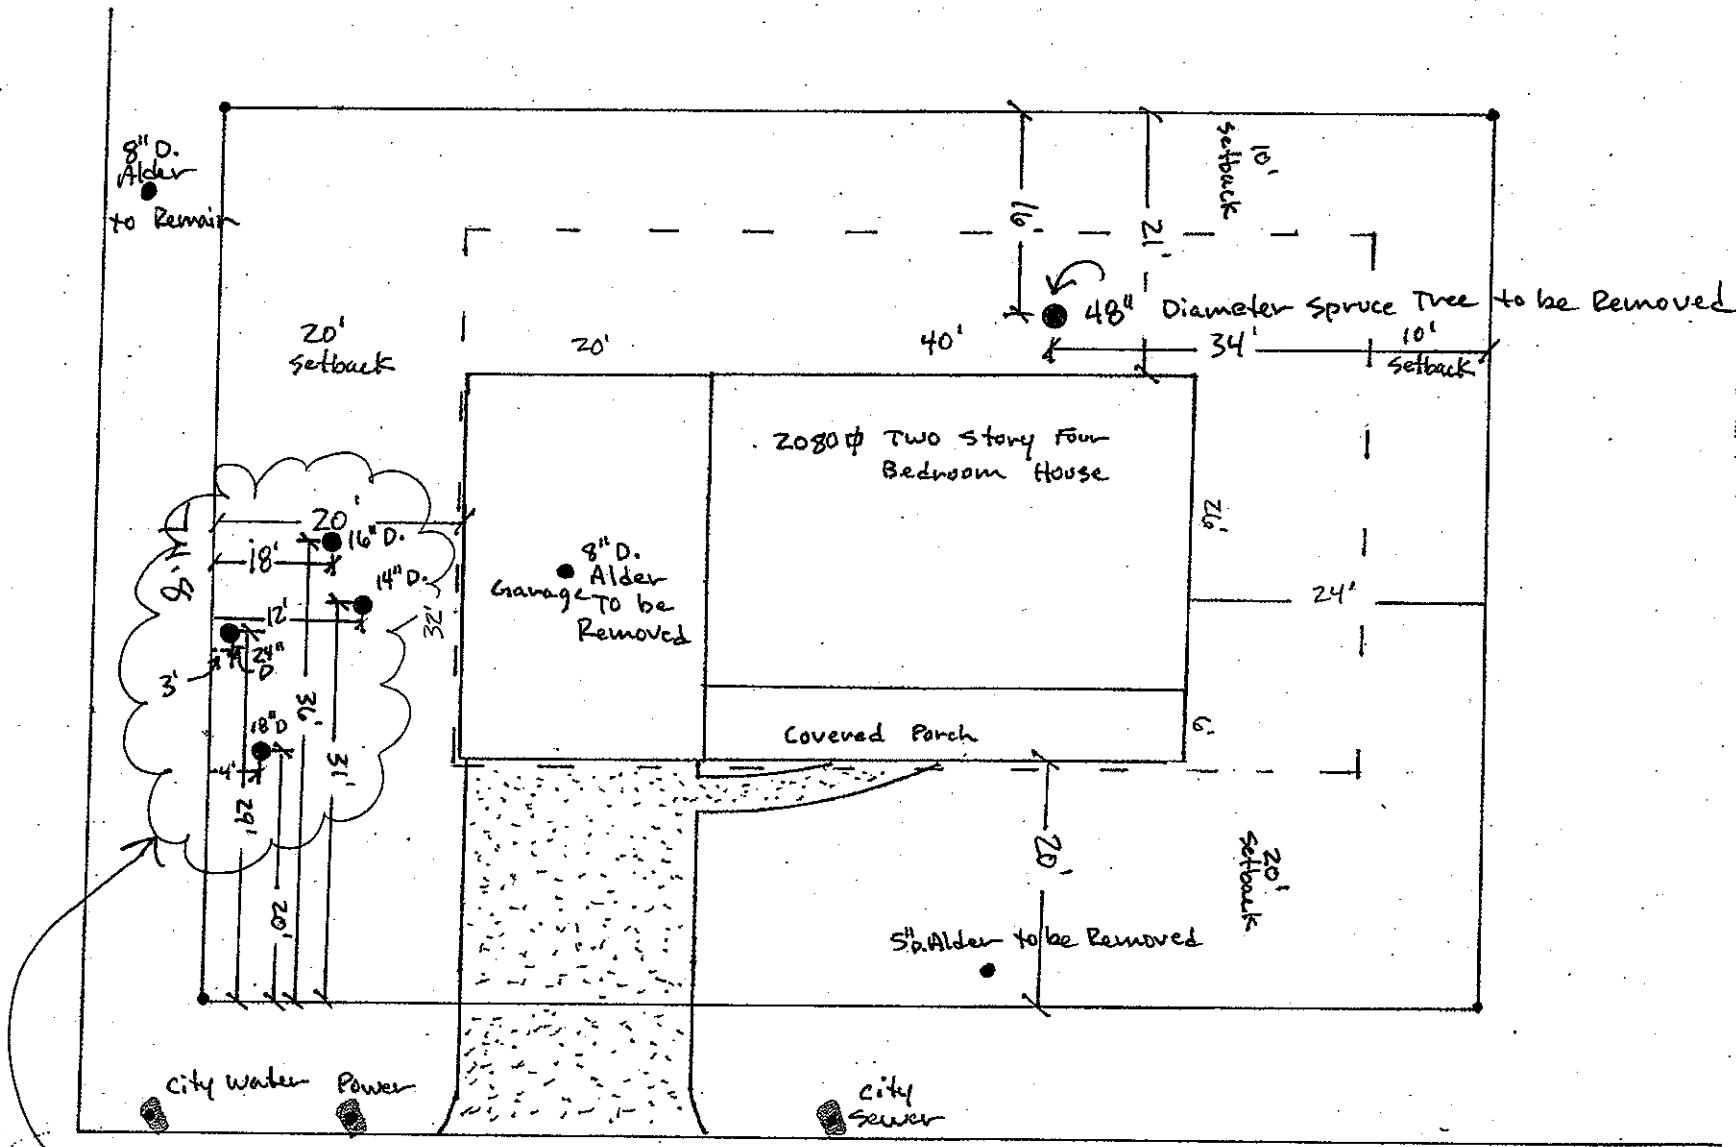 8" D.
Alder
to Remain
10'
Setback
16'
21'
48" Diameter Spruce Tree to be Removed
20'
Setback
20'
40'
34'
10'
Setback
2080ф Two Story Four
Bedroom House
20'
16" D.
18'
14" D.
12'
24"
D
3'
36'
18" D
4'
31'
29'
20'
32'
8" D.
Alder
Garage To be
Removed
26'
24'
Covered Porch
6'
20'
20'
Setback
5"D. Alder to be Removed
City Water
Power
City
Sewer